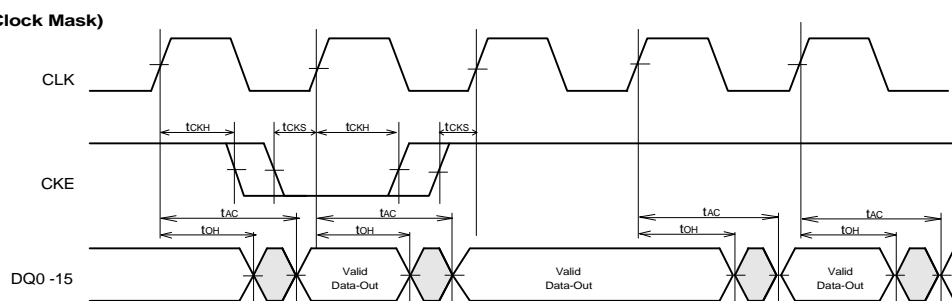 Clock Mask)
CLK
tCKH tCKS tCKH tCKS
CKE
tAC tAC tAC tAC
tOH tOH tOH tOH
DQ0 -15
Valid
Data-Out
Valid
Data-Out
Valid
Data-Out